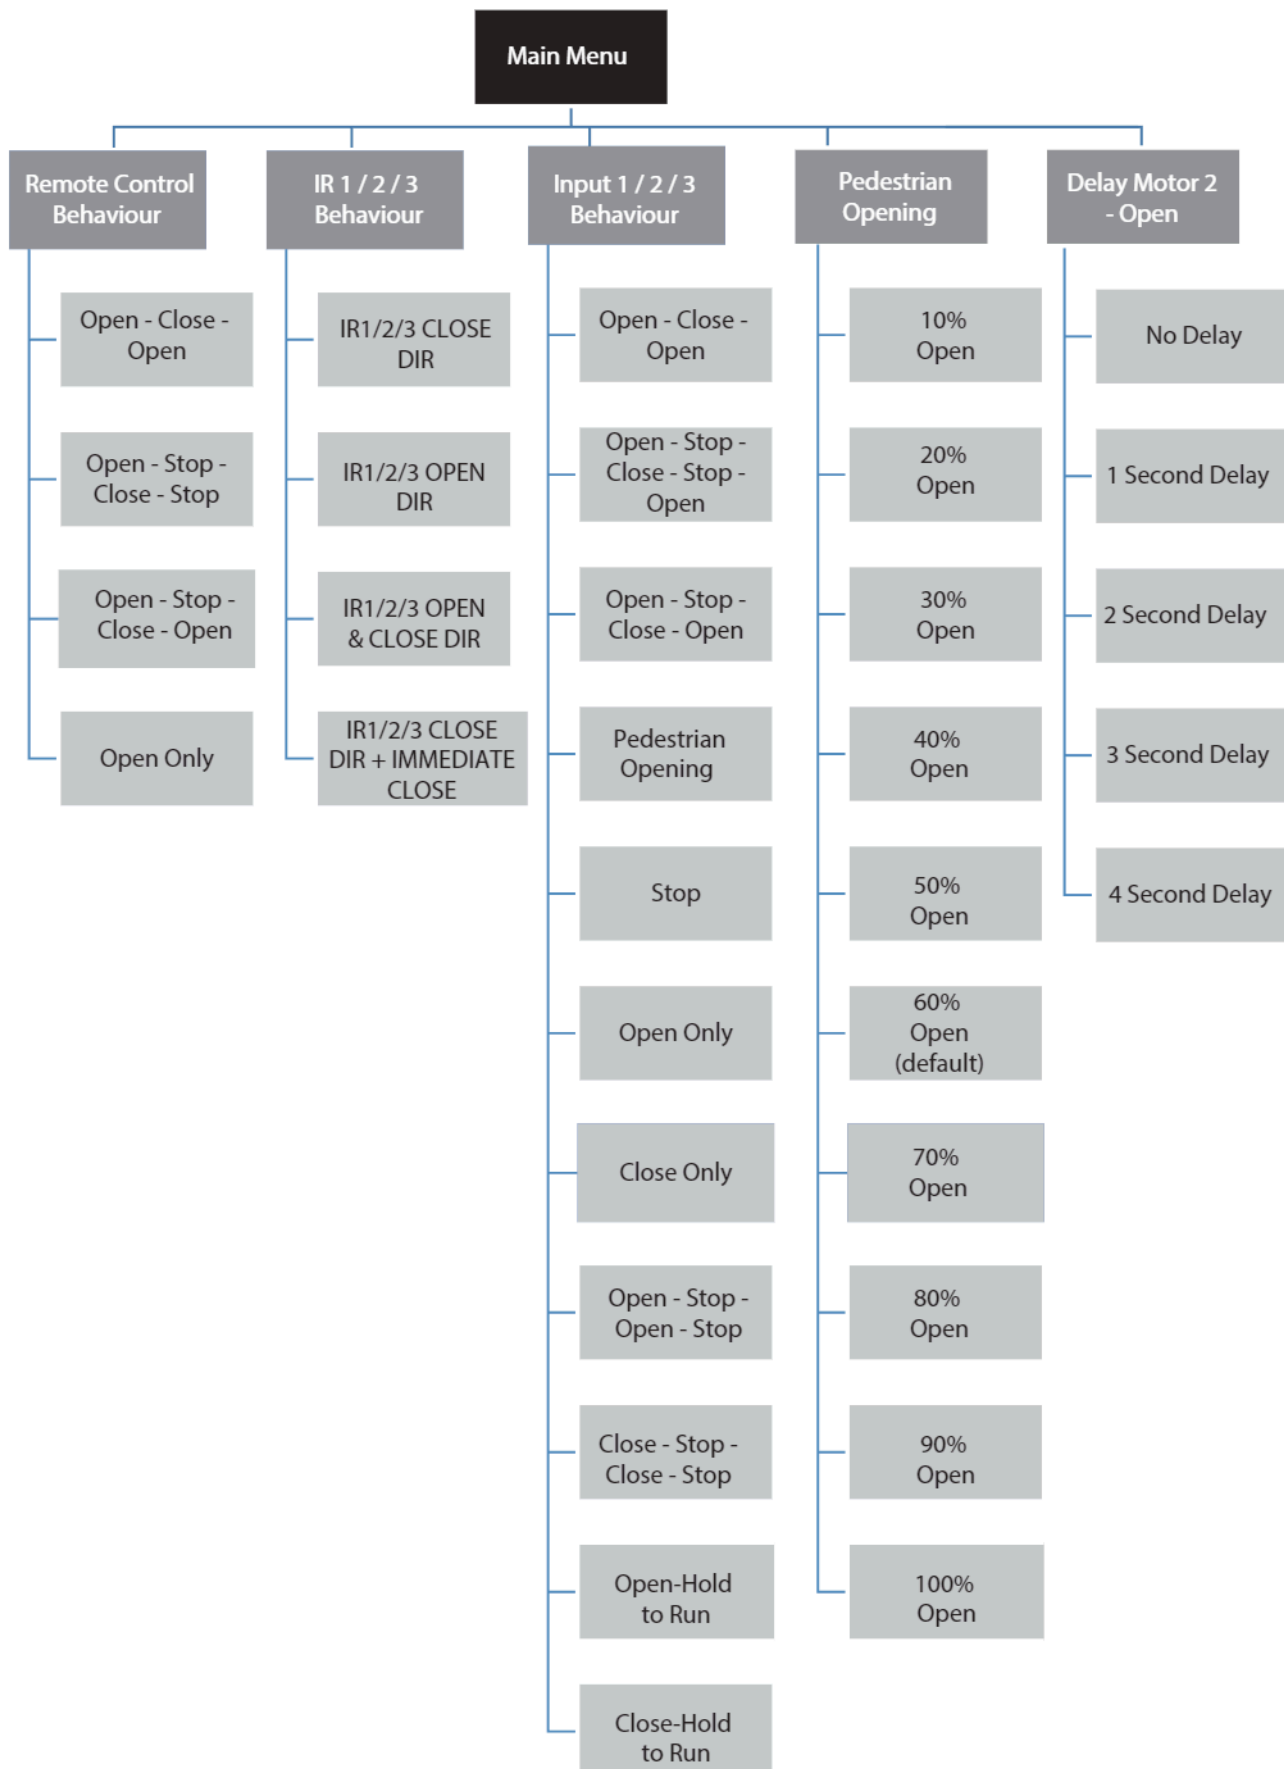 Main Menu
Remote Control
Behaviour
Open - Close -
Open
Open - Stop -
Close - Stop
Open - Stop -
Close - Open
Open Only
IR 1 / 2 / 3
Behaviour
IR1/2/3 CLOSE
DIR
IR1/2/3 OPEN
DIR
IR1/2/3 OPEN
& CLOSE DIR
IR1/2/3 CLOSE
DIR + IMMEDIATE
CLOSE
Input 1 / 2 / 3
Behaviour
Open - Close -
Open
Open - Stop -
Close - Stop -
Open
Open - Stop -
Close - Open
Pedestrian
Opening
Stop
Open Only
Close Only
Open - Stop -
Open - Stop
Close - Stop -
Close - Stop
Open-Hold
to Run
Close-Hold
to Run
Pedestrian
Opening
10%
Open
20%
Open
30%
Open
40%
Open
50%
Open
60%
Open
(default)
70%
Open
80%
Open
90%
Open
100%
Open
Delay Motor 2
- Open
No Delay
1 Second Delay
2 Second Delay
3 Second Delay
4 Second Delay